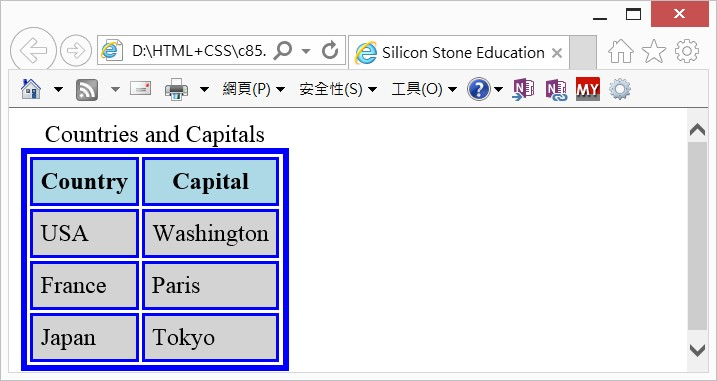 D:\HTML+CSS\c85.
Silicon Stone Education
網頁(P) 安全性(S) 工具(O) MY
Countries and Capitals
Country Capital
USA Washington
France Paris
Japan Tokyo